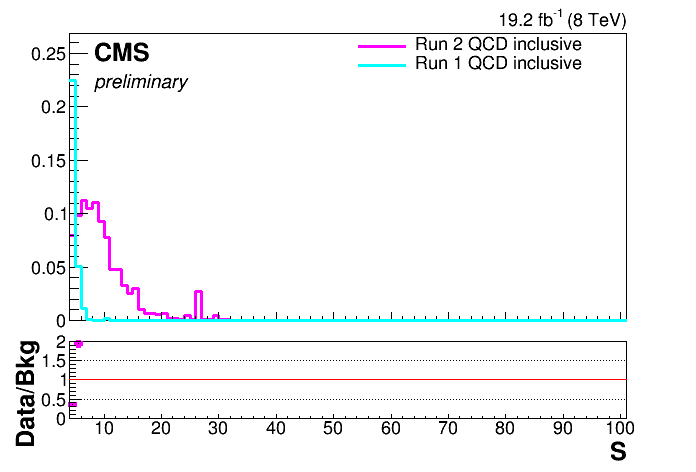 19.2 fb⁻¹ (8 TeV)
CMS
preliminary
Run 2 QCD inclusive
Run 1 QCD inclusive
0.25
0.2
0.15
0.1
0.05
0
Data/Bkg
2
1.5
1
0.5
0
10 20 30 40 50 60 70 80 90 100
S